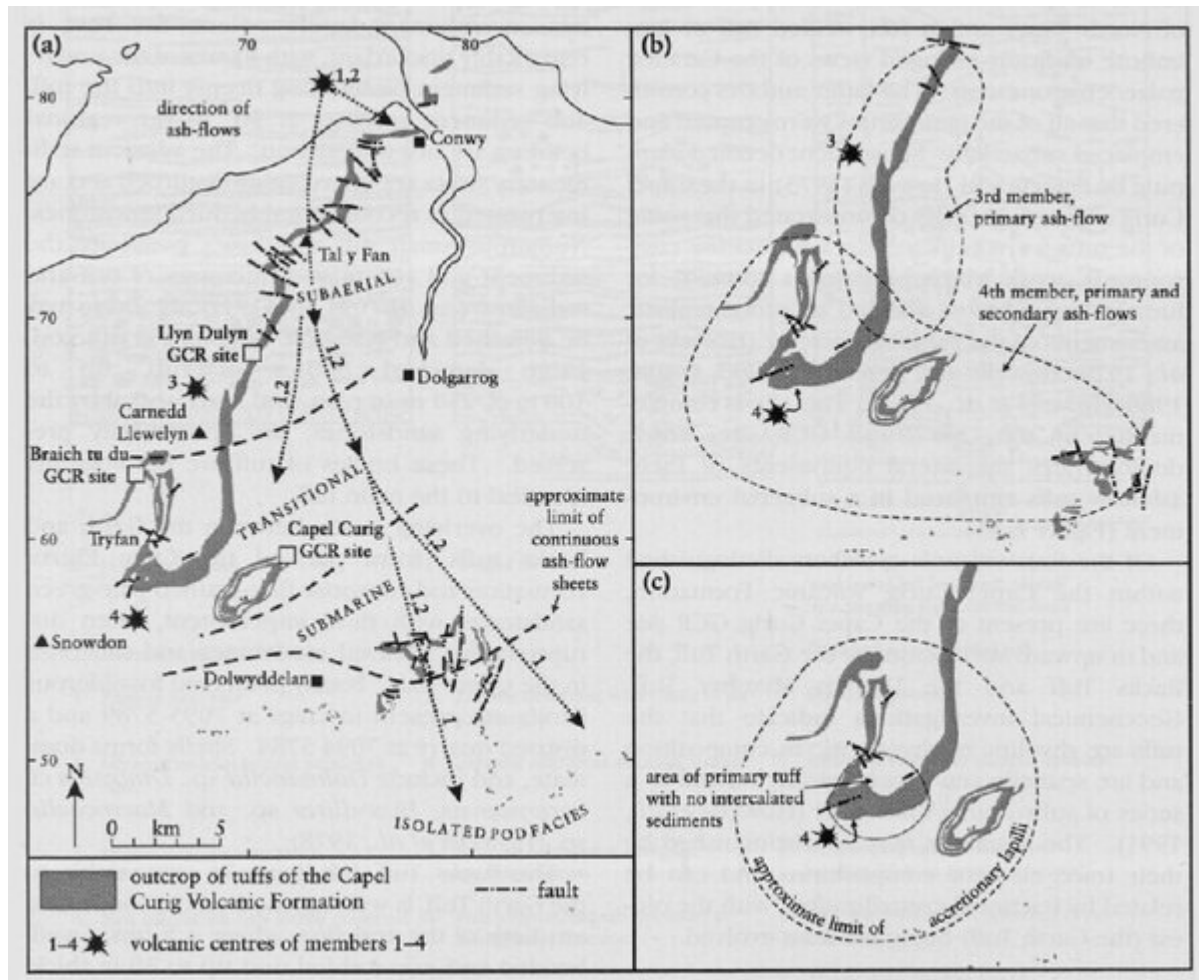 (a)
70
80
1,2
80
direction of
ash-flows
Conwy
Tal y Fan
SUBAERIAL
70
Llyn Dulyn
GCR site
1,2
1,2
3
Dolgarrog
Carnedd
Llewelyn
Braich tu du
GCR site
TRANSITIONAL
approximate
limit of
continuous
ash-flow
sheets
Capel Curig
GCR site
60
Tryfan
1,2
4
SUBMARINE
1,2
Snowdon
Dolwyddelan
50
N
0 km 5
ISOLATED POD FACIES
outcrop of tuffs of the Capel
Curig Volcanic Formation
fault
1–4 volcanic centres of members 1–4
(b)
3
3rd member,
primary ash-flow
4th member, primary and
secondary ash-flows
4
(c)
area of primary tuff
with no intercalated
sediments
4
approximate limit of accretionary lapilli